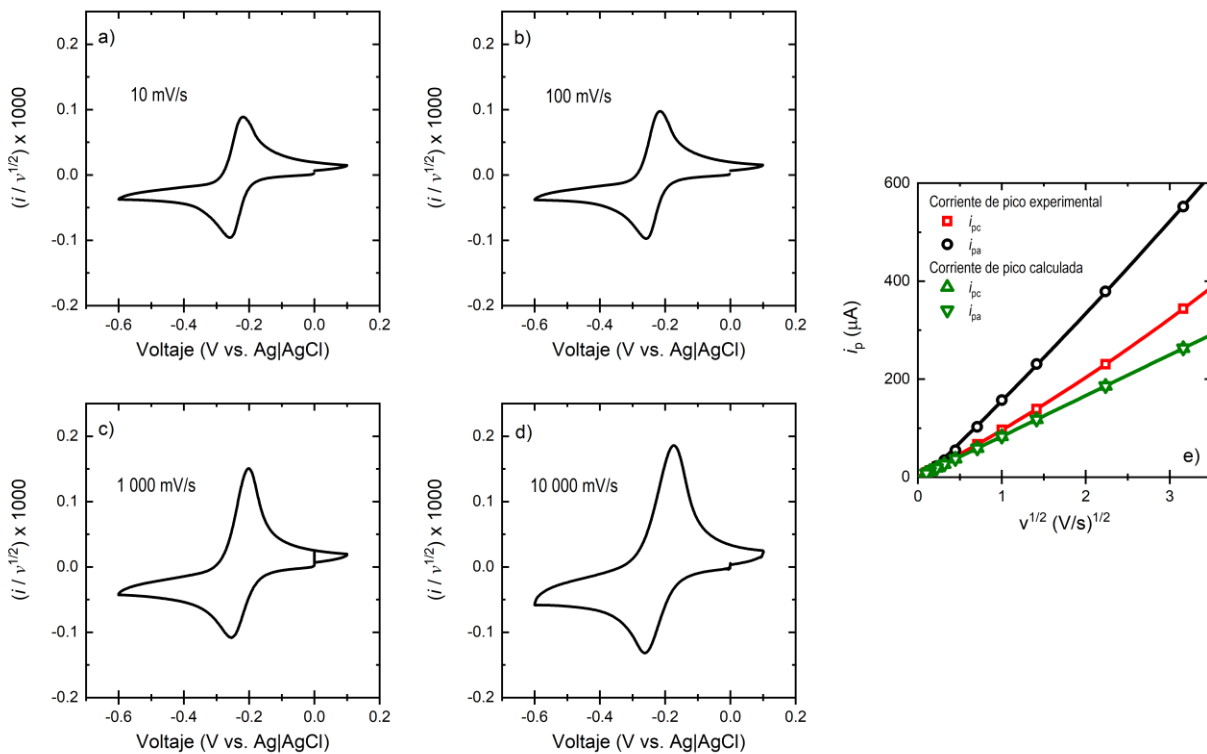 a)
10 mV/s
0.2
0.1
0.0
-0.1
-0.2
(i / v^1/2) x 1000
-0.6 -0.4 -0.2 0.0 0.2
Voltaje (V vs. Ag|AgCl)
b)
100 mV/s
0.2
0.1
0.0
-0.1
-0.2
(i / v^1/2) x 1000
-0.6 -0.4 -0.2 0.0 0.2
Voltaje (V vs. Ag|AgCl)
c)
1 000 mV/s
0.2
0.1
0.0
-0.1
-0.2
(i / v^1/2) x 1000
-0.6 -0.4 -0.2 0.0 0.2
Voltaje (V vs. Ag|AgCl)
d)
10 000 mV/s
0.2
0.1
0.0
-0.1
-0.2
(i / v^1/2) x 1000
-0.6 -0.4 -0.2 0.0 0.2
Voltaje (V vs. Ag|AgCl)
600
400
200
0
i_p (μA)
Corriente de pico experimental
i_pc
i_pa
Corriente de pico calculada
i_pc
i_pa
e)
0 1 2 3
v^1/2 (V/s)^1/2